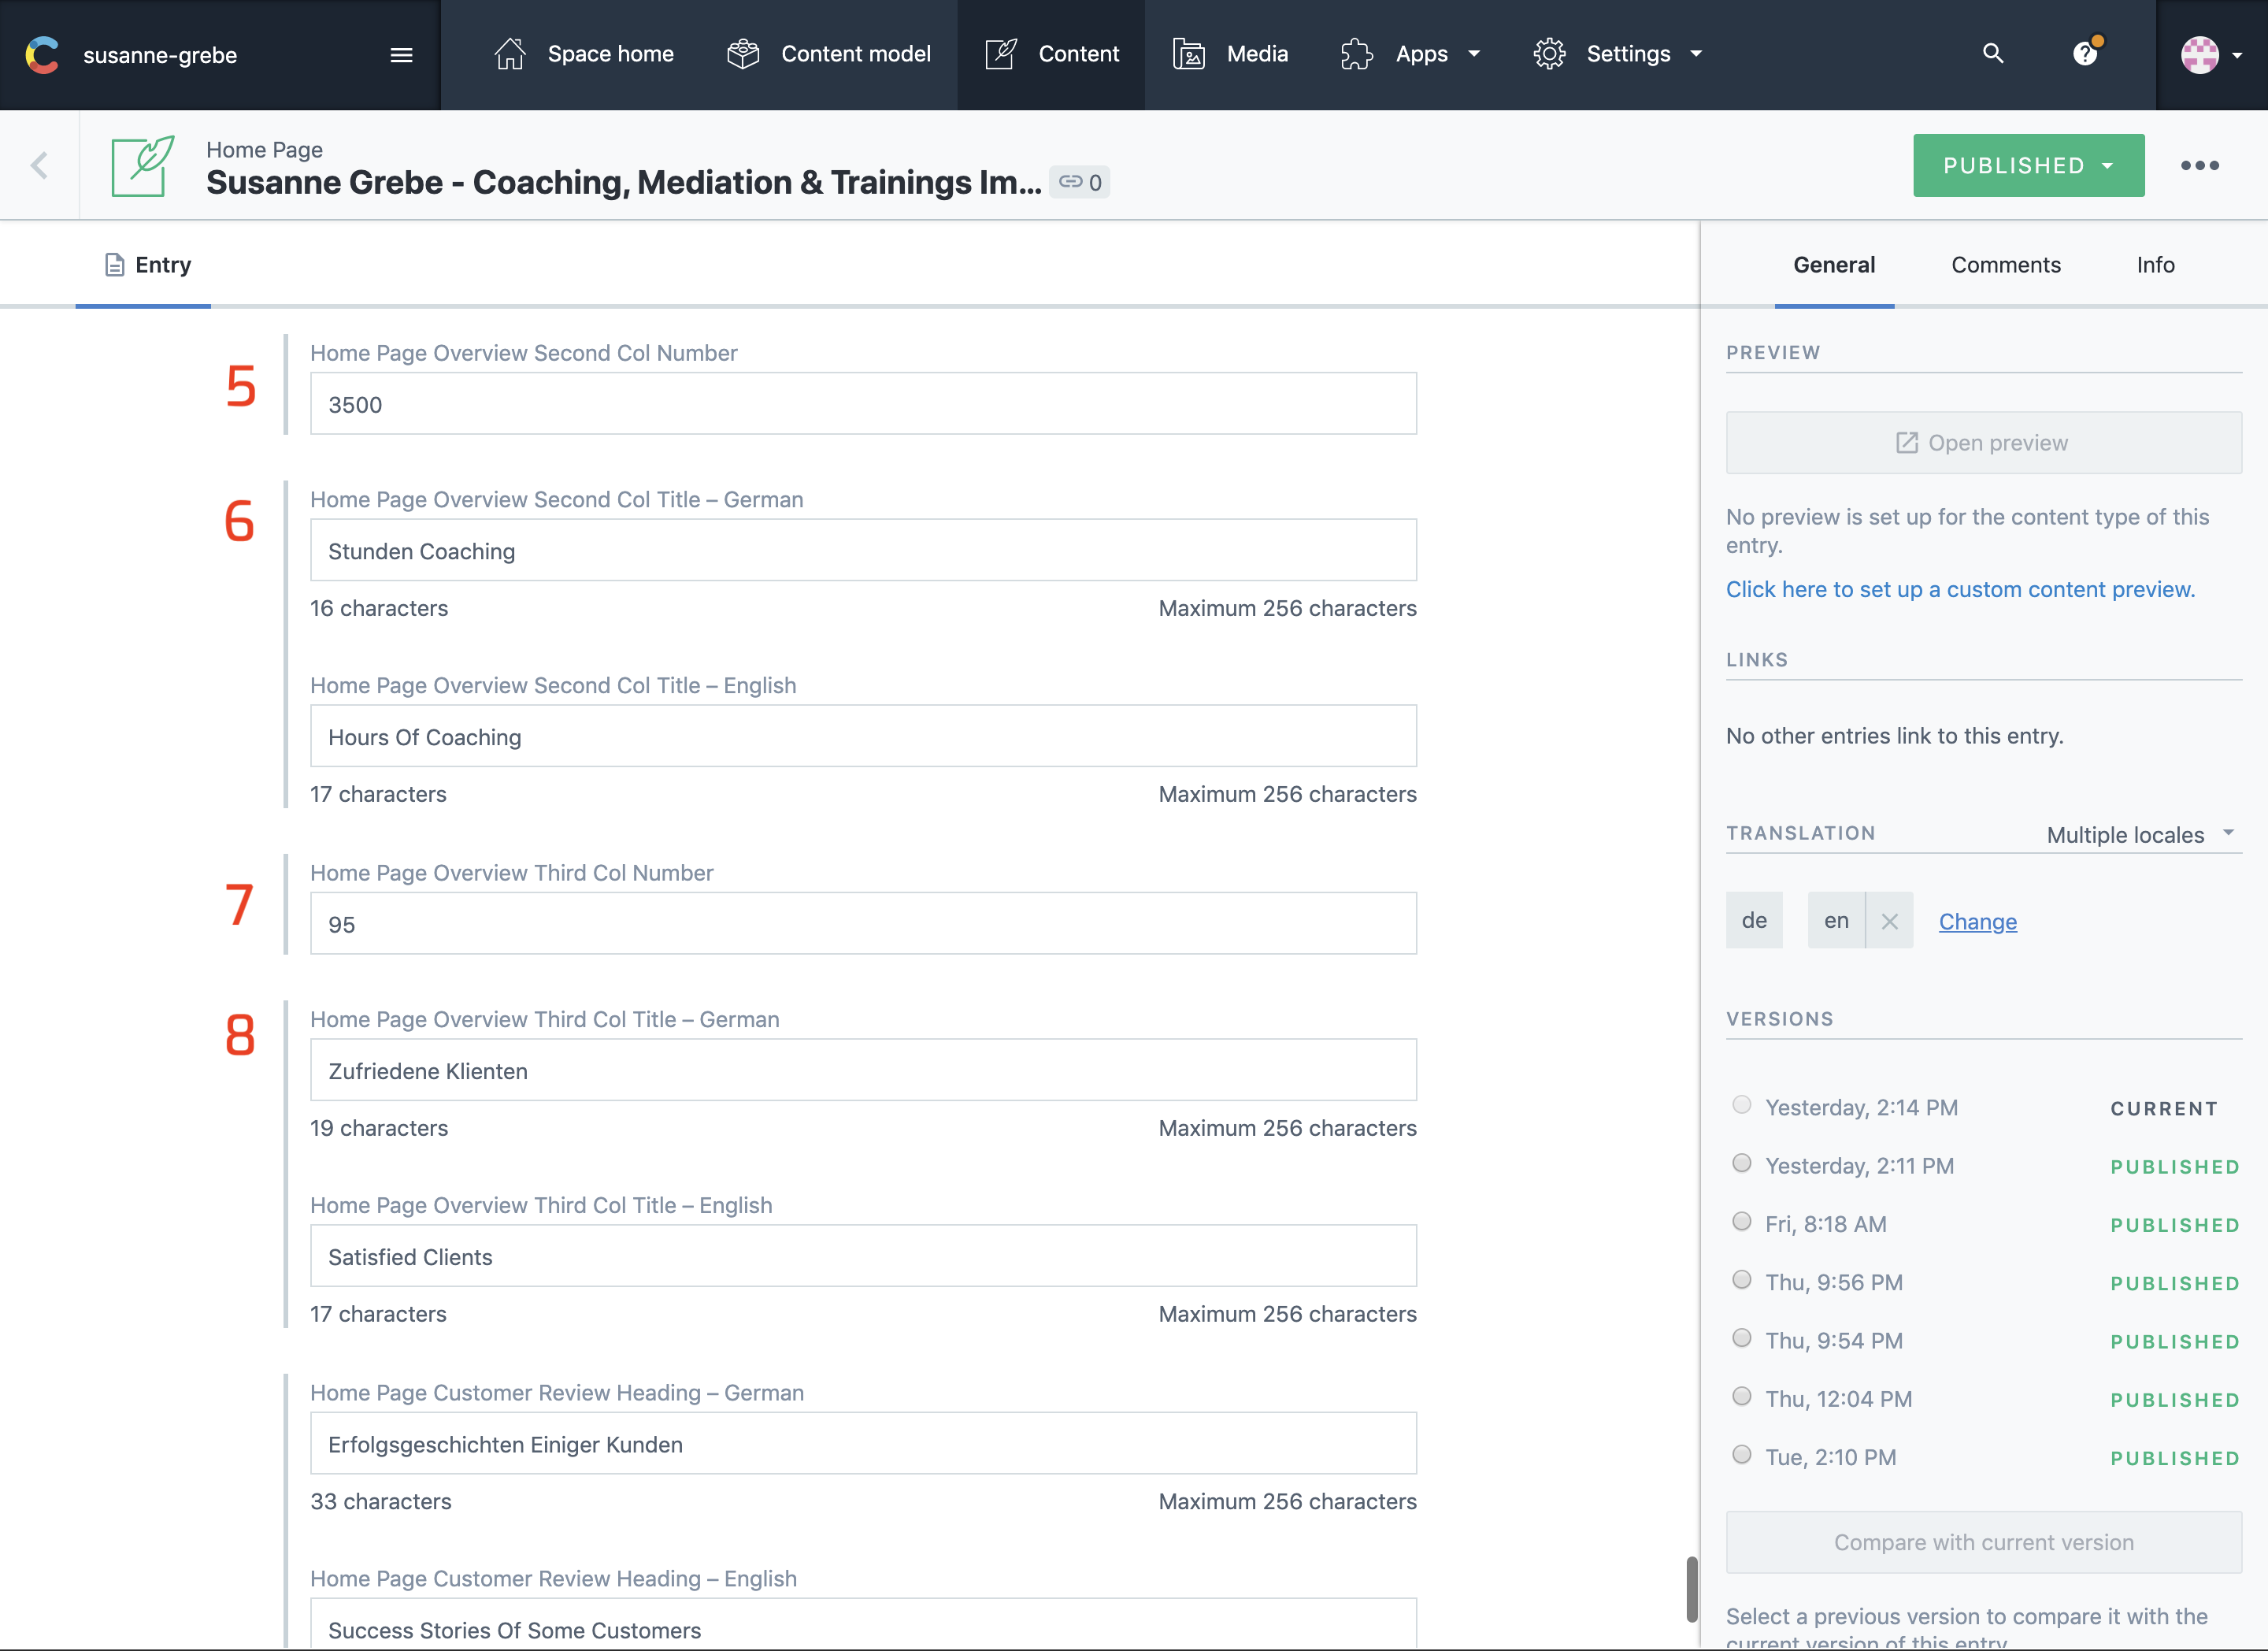 susanne-grebe
Space home
Content model
Content
Media
Apps
Settings
?
Home Page
Susanne Grebe - Coaching, Mediation & Trainings Im... 0
PUBLISHED
Entry
5
Home Page Overview Second Col Number
3500
6
Home Page Overview Second Col Title – German
Stunden Coaching
16 characters Maximum 256 characters
Home Page Overview Second Col Title – English
Hours Of Coaching
17 characters Maximum 256 characters
7
Home Page Overview Third Col Number
95
8
Home Page Overview Third Col Title – German
Zufriedene Klienten
19 characters Maximum 256 characters
Home Page Overview Third Col Title – English
Satisfied Clients
17 characters Maximum 256 characters
Home Page Customer Review Heading – German
Erfolgsgeschichten Einiger Kunden
33 characters Maximum 256 characters
Home Page Customer Review Heading – English
Success Stories Of Some Customers
General Comments Info
PREVIEW
Open preview
No preview is set up for the content type of this
entry.
Click here to set up a custom content preview.
LINKS
No other entries link to this entry.
TRANSLATION Multiple locales
de en Change
VERSIONS
Yesterday, 2:14 PM CURRENT
Yesterday, 2:11 PM PUBLISHED
Fri, 8:18 AM PUBLISHED
Thu, 9:56 PM PUBLISHED
Thu, 9:54 PM PUBLISHED
Thu, 12:04 PM PUBLISHED
Tue, 2:10 PM PUBLISHED
Compare with current version
Select a previous version to compare it with the
current version of this entry